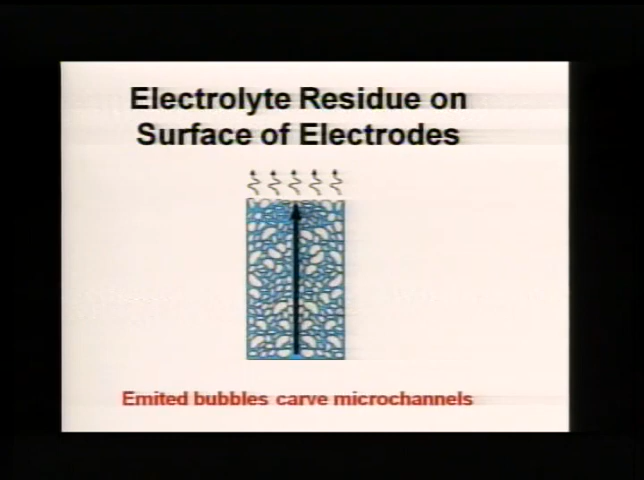 Electrolyte Residue on
Surface of Electrodes
Emited bubbles carve microchannels